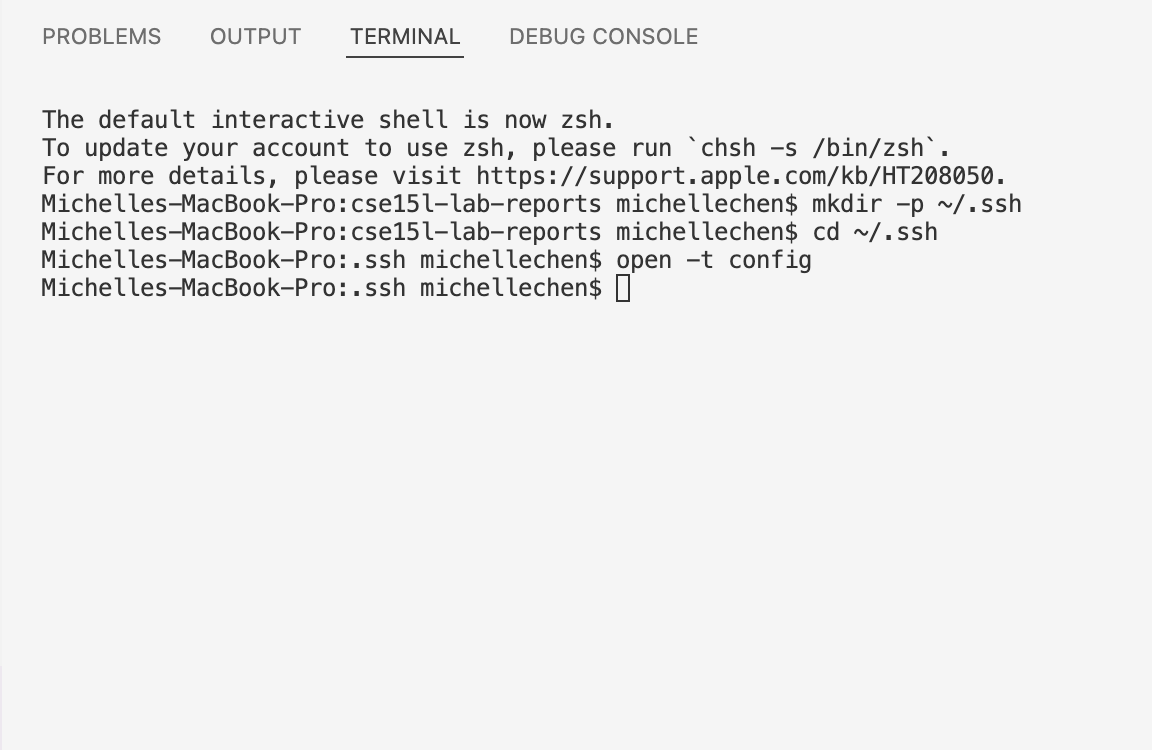 PROBLEMS OUTPUT TERMINAL DEBUG CONSOLE
The default interactive shell is now zsh.
To update your account to use zsh, please run `chsh -s /bin/zsh`.
For more details, please visit https://support.apple.com/kb/HT208050.
Michelles-MacBook-Pro:cse15l-lab-reports michellechen$ mkdir -p ~/.ssh
Michelles-MacBook-Pro:cse15l-lab-reports michellechen$ cd ~/.ssh
Michelles-MacBook-Pro:.ssh michellechen$ open -t config
Michelles-MacBook-Pro:.ssh michellechen$